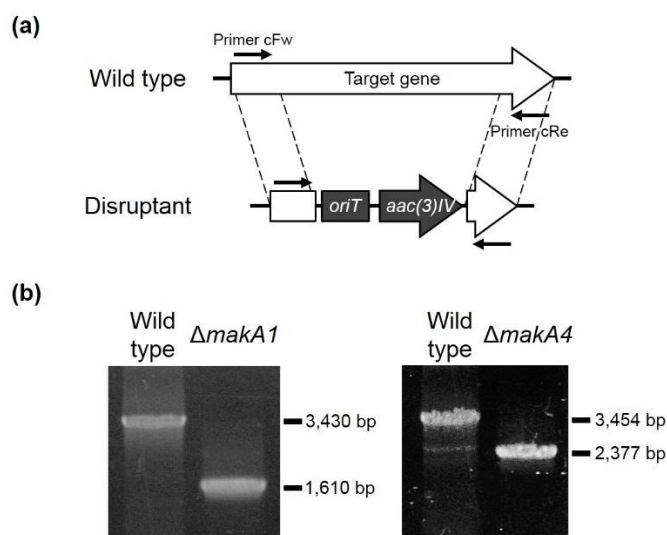 (a)
Primer cFw
Wild type
Target gene
Primer cRe
Disruptant
oriT
aac(3)IV
(b)
Wild
type
ΔmakA1
3,430 bp
1,610 bp
Wild
type
ΔmakA4
3,454 bp
2,377 bp